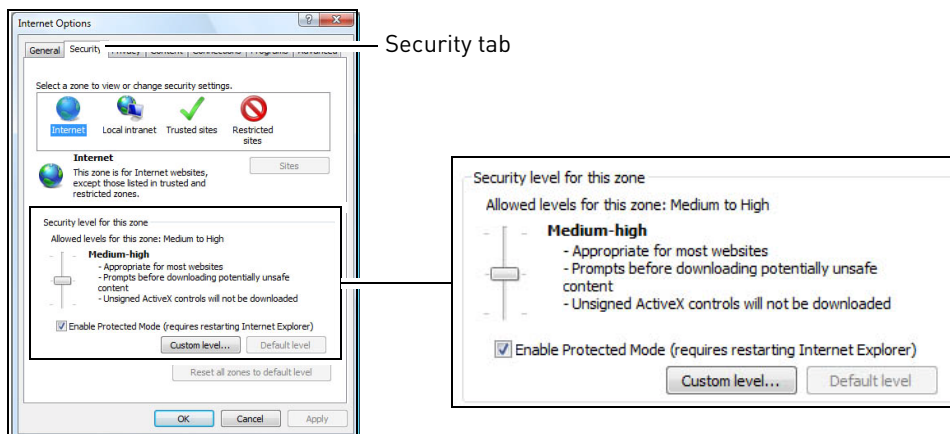 Internet Options
General Security Privacy Content Connections Programs Advanced
Security tab
Select a zone to view or change security settings.
Internet
Local intranet
Trusted sites
Restricted
sites
Internet
This zone is for Internet websites,
except those listed in trusted and
restricted zones.
Sites
Security level for this zone
Allowed levels for this zone: Medium to High
Medium-high
- Appropriate for most websites
- Prompts before downloading potentially unsafe
content
- Unsigned ActiveX controls will not be downloaded
Enable Protected Mode (requires restarting Internet Explorer)
Custom level... Default level
Reset all zones to default level
OK Cancel Apply
Security level for this zone
Allowed levels for this zone: Medium to High
Medium-high
- Appropriate for most websites
- Prompts before downloading potentially unsafe
content
- Unsigned ActiveX controls will not be downloaded
Enable Protected Mode (requires restarting Internet Explorer)
Custom level... Default level